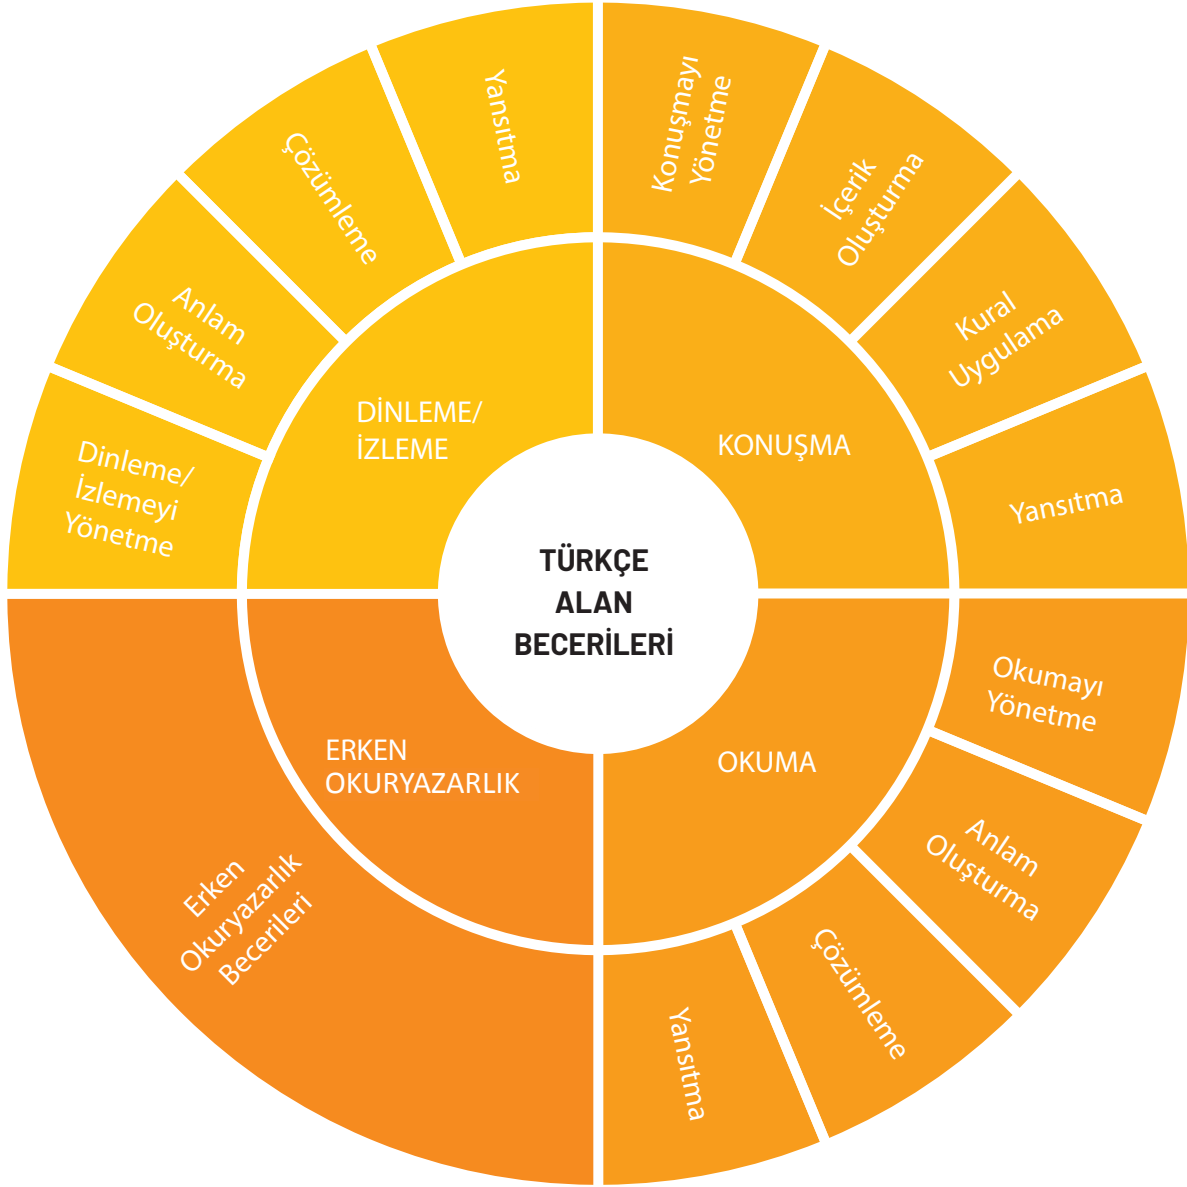 TÜRKÇE
ALAN
BECERİLERİ
DİNLEME/
İZLEME
Dinleme/
İzlemeyi
Yönetme
Anlam
Oluşturma
Çözümleme
Yansıtma
KONUŞMA
Konuşmayı
Yönetme
İçerik
Oluşturma
Kural
Uygulama
Yansıtma
OKUMA
Okumayı
Yönetme
Anlam
Oluşturma
Çözümleme
Yansıtma
ERKEN
OKURYAZARLIK
Erken
Okuryazarlık
Becerileri